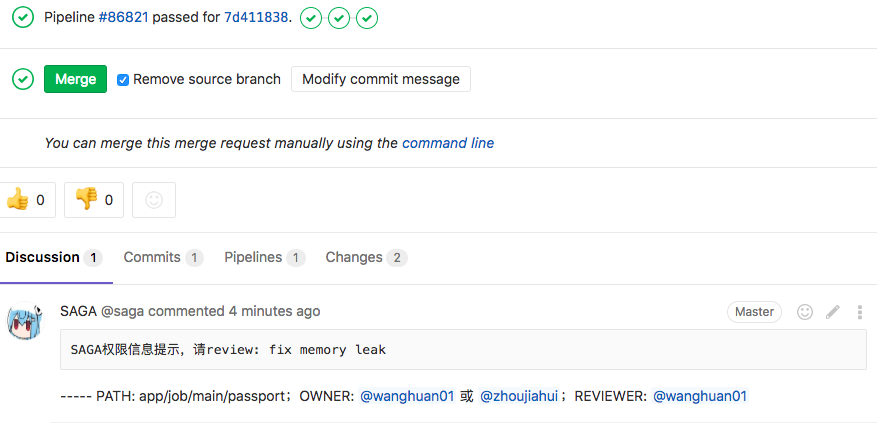 Pipeline #86821 passed for 7d411838.
Merge Remove source branch Modify commit message
You can merge this merge request manually using the command line
0 0
Discussion 1 Commits 1 Pipelines 1 Changes 2
SAGA @saga commented 4 minutes ago Master
SAGA权限信息提示，请review: fix memory leak
----- PATH: app/job/main/passport；OWNER: @wanghuan01 或 @zhoujiahui；REVIEWER: @wanghuan01